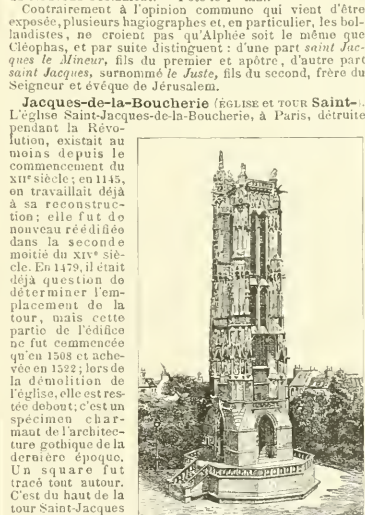 Contrairement à l'opinion commune qui vient d'être
exposée, plusieurs hagiographes et, en particulier, les bol-
landistes, ne croient pas qu'Alphée soit le même que
Cléophas, et par suite distinguent : d'une part saint Jac-
ques le Mineur, fils du premier et apôtre, d'autre part
saint Jacques, surnommé le Juste, fils du second, frère du
Seigneur et évêque de Jérusalem.
Jacques-de-la-Boucherie (ÉGLISE ET TOUR Saint-).
L'église Saint-Jacques-de-la-Boucherie, à Paris, détruite
pendant la Révo-
lution, existait au
moins depuis le
commencement du
XIIe siècle ; en 1145,
on travaillait déjà
à sa reconstruc-
tion ; elle fut de
nouveau réédifiée
dans la seconde
moitié du XIVe siè-
cle. En 1479, il était
déjà question de
déterminer l'em-
placement de la
tour, mais cette
partie de l'édifice
ne fut commencée
qu'en 1508 et ache-
vée en 1522 ; lors de
la démolition de
l'église, elle est res-
tée debout ; c'est un
spécimen char-
mant de l'architec-
ture gothique de la
dernière époque.
Un square fut
tracé tout autour.
C'est du haut de la
tour Saint-Jacques